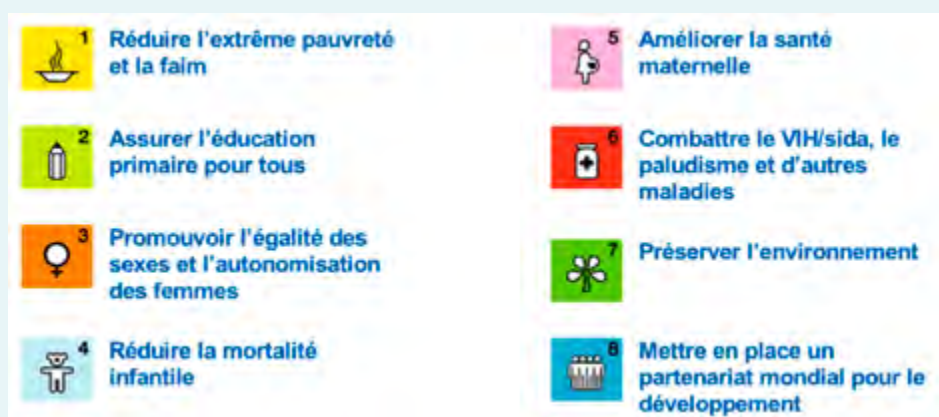 1 Réduire l'extrême pauvreté
et la faim
2 Assurer l'éducation
primaire pour tous
3 Promouvoir l'égalité des
sexes et l'autonomisation
des femmes
4 Réduire la mortalité
infantile
5 Améliorer la santé
maternelle
6 Combattre le VIH/sida, le
paludisme et d'autres
maladies
7 Préserver l'environnement
8 Mettre en place un
partenariat mondial pour le
développement